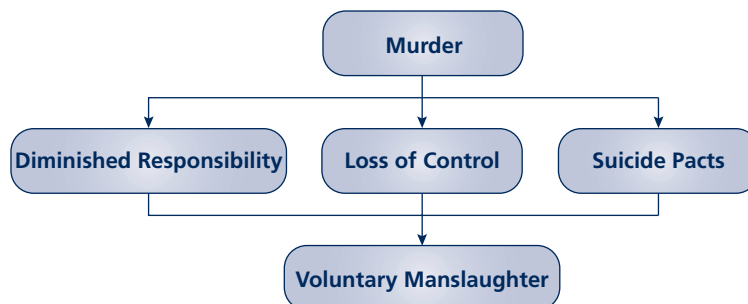 Murder
Diminished Responsibility
Loss of Control
Suicide Pacts
Voluntary Manslaughter